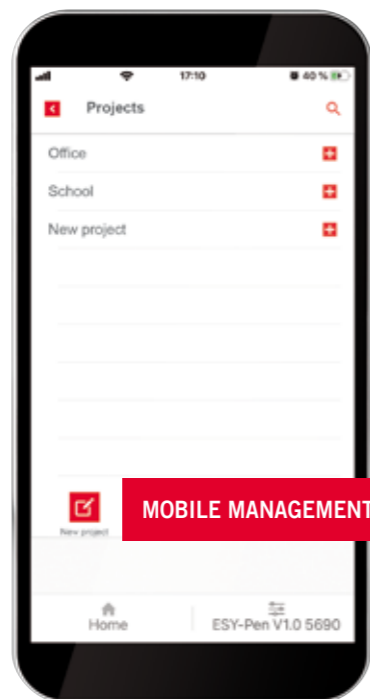 17:10 40 %
Projects
Office
School
New project
MOBILE MANAGEMENT
New project
Home ESY-Pen V1.0 5690